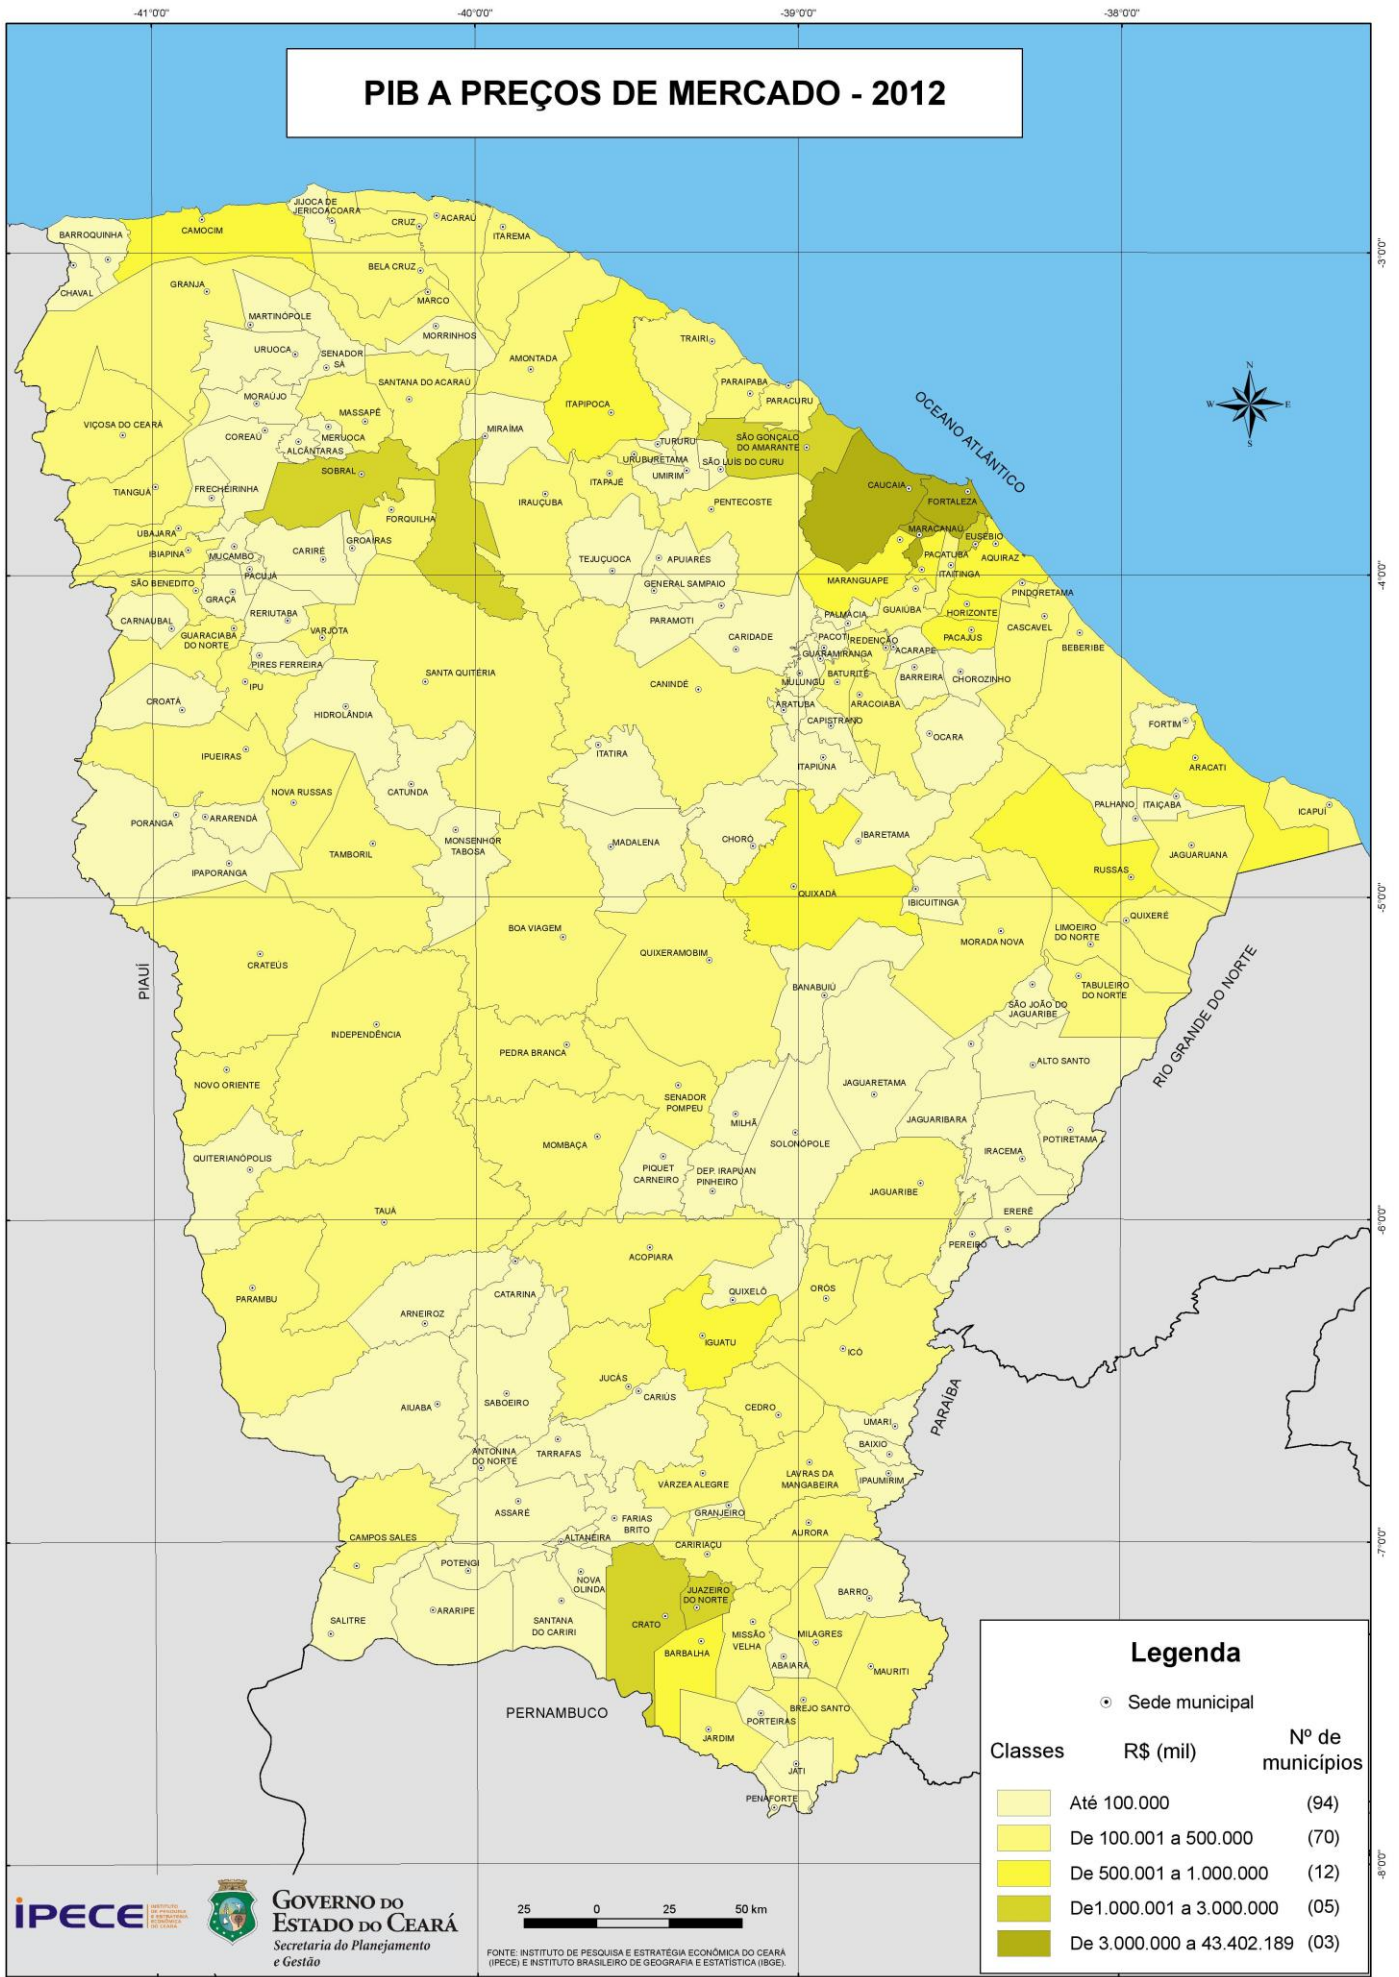 -41°0'0"
-40°0'0"
-39°0'0"
-38°0'0"
PIB A PREÇOS DE MERCADO - 2012
JIJOCA DE
JERICOACOARA
CRUZ
ACARAÚ
BARROQUINHA
CAMOCIM
ITAREMA
-3°0'0"
CHAVAL
GRANJA
BELA CRUZ
MARCO
MARTINÓPOLE
MORRINHOS
URUOCA
SENADOR
SÁ
TRAIRI
AMONTADA
SANTANA DO ACARAÚ
PARAIPABA
PARACURU
MORAÚJO
ITAPIPOCA
OCEANO ATLÂNTICO
N
W
E
S
VIÇOSA DO CEARÁ
MASSAPÊ
COREAÚ
MERUOCA
MIRAÍMA
ALCÂNTARAS
TURURU
SÃO GONÇALO
DO AMARANTE
URUBURETAMA
SÃO LUÍS DO CURU
UMIRIM
SOBRAL
ITAPAJÉ
TIANGUÁ
FRECHEIRINHA
IRAUÇUBA
PENTECOSTE
CAUCAIA
FORTALEZA
FORQUILHA
UBAJARA
MARACANAÚ
EUSÉBIO
IBIAPINA
MUCAMBO
CARIRÉ
GROAÍRAS
TEJUÇUOCA
APUIARÉS
PACATUBA
AQUIRAZ
ITAITINGA
PACUJÁ
SÃO BENEDITO
GENERAL SAMPAIO
MARANGUAPE
PINDORETAMA
GRAÇA
RERIUTABA
CARNAUBAL
PARAMOTI
PALMÁCIA
GUAIÚBA
HORIZONTE
CASCAVEL
GUARACIABA
DO NORTE
VARJOTA
CARIDADE
PACOTI
REDENÇÃO
PACAJUS
BEBERIBE
PIRES FERREIRA
GUARAMIRANGA
ACARAPE
IPU
SANTA QUITÉRIA
CANINDÉ
MULUNGU
BATURITÉ
BARREIRA
CHOROZINHO
CROATÁ
HIDROLÂNDIA
ARATUBA
ARACOIABA
CAPISTRANO
FORTIM
IPUEIRAS
ITATIRA
ITAPIÚNA
OCARA
ARACATI
NOVA RUSSAS
CATUNDA
PORANGA
ARARENDÁ
PALHANO
ITAIÇABA
ICAPUÍ
TAMBORIL
MONSENHOR
TABOSA
MADALENA
CHORÓ
IBARETAMA
JAGUARUANA
IPAPORANGA
RUSSAS
QUIXADÁ
-5°0'0"
IBICUITINGA
PIAUÍ
BOA VIAGEM
QUIXERAMOBIM
MORADA NOVA
LIMOEIRO
DO NORTE
QUIXERÉ
CRATEÚS
BANABUIÚ
TABULEIRO
DO NORTE
SÃO JOÃO DO
JAGUARIBE
RIO GRANDE DO NORTE
INDEPENDÊNCIA
PEDRA BRANCA
ALTO SANTO
NOVO ORIENTE
JAGUARETAMA
SENADOR
POMPEU
MILHÃ
JAGUARIBARA
MOMBAÇA
SOLONÓPOLE
POTIRETAMA
QUITERIANÓPOLIS
PIQUET
CARNEIRO
DEP. IRAPUAN
PINHEIRO
IRACEMA
JAGUARIBE
TAUÁ
ERERÊ
-6°0'0"
PEREIRO
ACOPIARA
PARAMBU
CATARINA
QUIXELÔ
ORÓS
ARNEIROZ
IGUATU
ICÓ
JUCÁS
CARIÚS
PARAÍBA
AIUABA
SABOEIRO
CEDRO
UMARI
ANTONINA
DO NORTE
TARRAFAS
BAIXIO
VÁRZEA ALEGRE
LAVRAS DA
MANGABEIRA
IPAUMIRIM
ASSARÉ
FARIAS
BRITO
GRANJEIRO
CAMPOS SALES
ALTANEIRA
AURORA
CARIRIAÇU
-7°0'0"
POTENGI
NOVA
OLINDA
JUAZEIRO
DO NORTE
BARRO
SALITRE
ARARIPE
SANTANA
DO CARIRI
CRATO
MISSÃO
VELHA
MILAGRES
BARBALHA
ABAIARA
MAURITI
PERNAMBUCO
BREJO SANTO
PORTEIRAS
JARDIM
JATI
PENAFORTE
Legenda
Sede municipal
Classes
R$ (mil)
Nº de
municípios
Até 100.000 (94)
De 100.001 a 500.000 (70)
De 500.001 a 1.000.000 (12)
De1.000.001 a 3.000.000 (05)
De 3.000.000 a 43.402.189 (03)
-4°0'0"
-8°0'0"
IPECE
INSTITUTO
DE PESQUISA
E ESTRATÉGIA
ECONÔMICA
DO CEARÁ
GOVERNO DO
ESTADO DO CEARÁ
Secretaria do Planejamento
e Gestão
25 0 25 50 km
FONTE: INSTITUTO DE PESQUISA E ESTRATÉGIA ECONÔMICA DO CEARÁ
(IPECE) E INSTITUTO BRASILEIRO DE GEOGRAFIA E ESTATÍSTICA (IBGE).